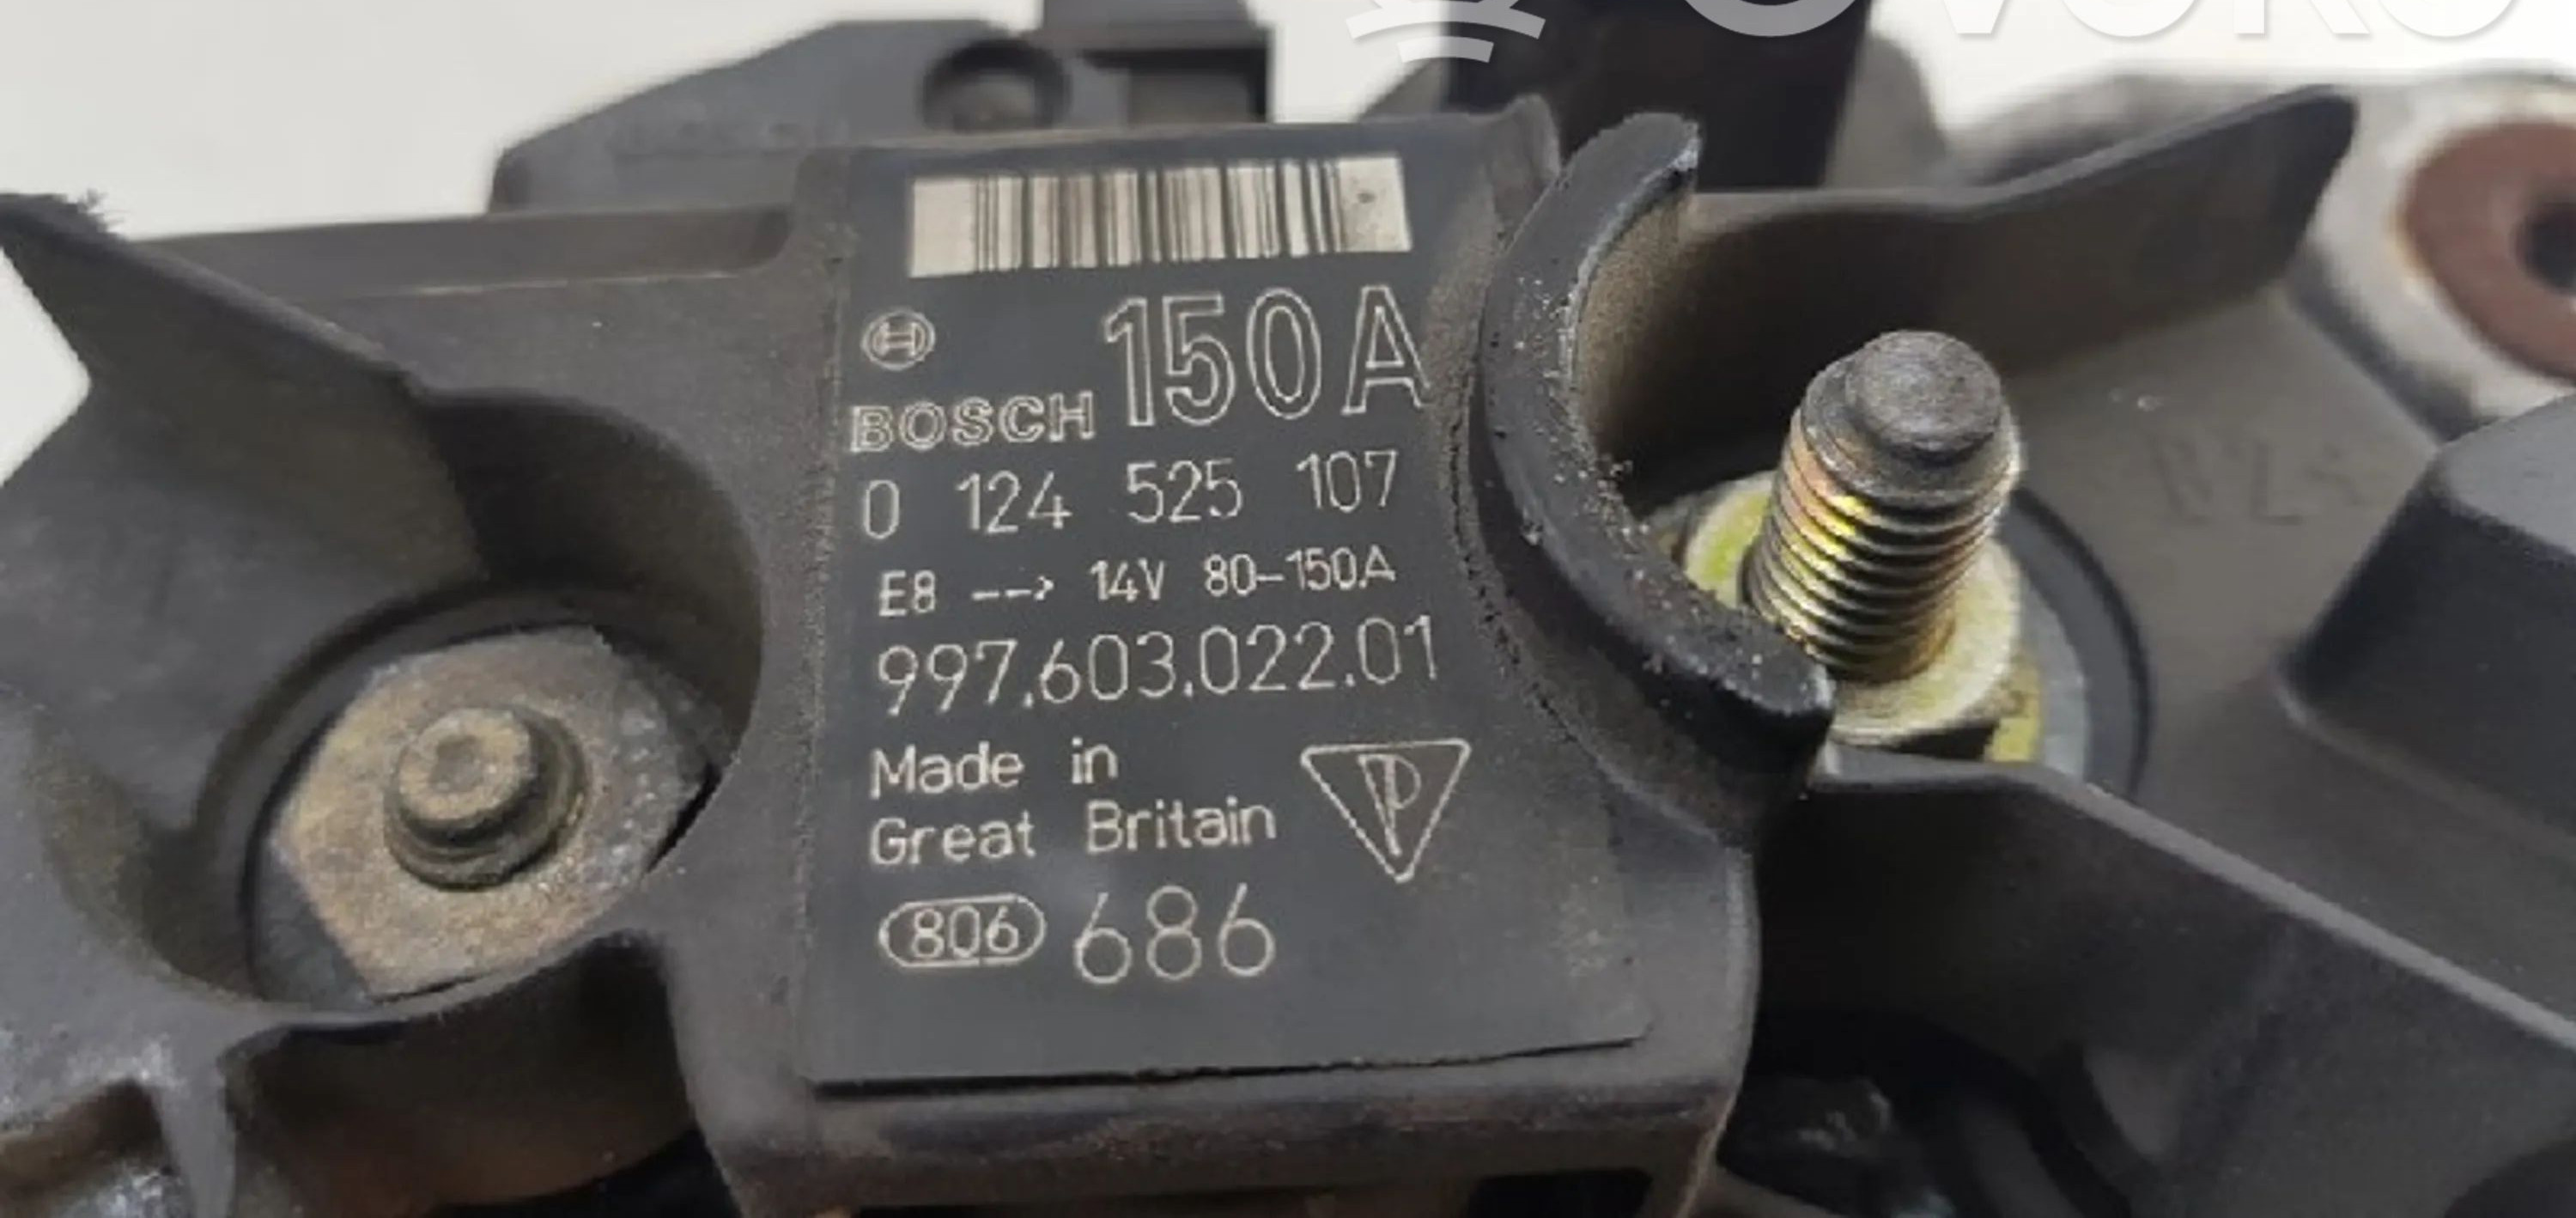 150A
BOSCH
0 124 525 107
E8 --> 14V 80-150A
997.603.022.01
Made in
Great Britain
806 686